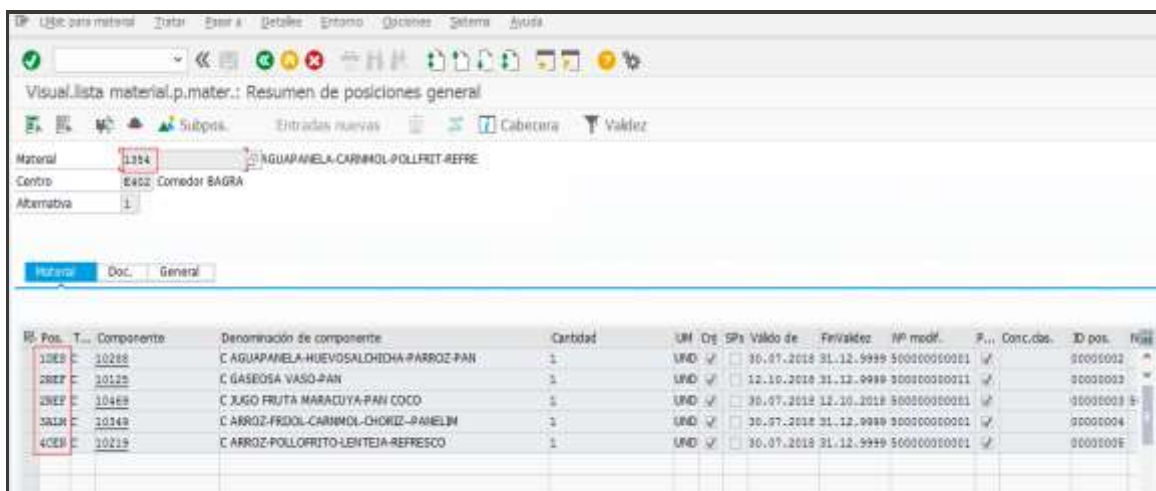 LMat para material Tratar Pasar a Detalles Entorno Opciones Sistema Ayuda
Visual.lista material.p.mater.: Resumen de posiciones general
Subpos. Entradas nuevas Cabecera Validez
Material 1354 AGUAPANELA-CARNMOL-POLLFRIT-REFRE
Centro E402 Comedor BAGRA
Alternativa 1
Material Doc. General
Pos. T... Componente Denominación de componente Cantidad UM Cj SPs Válido de FinValidez Nº modif. P... Conc.clas. ID pos.
C 10288 C AGUAPANELA-HUEVOSALCHICHA-PARROZ-PAN 1 UND 30.07.2018 31.12.9999 500000000001 00000002
2REF C 10125 C GASEOSA VASO-PAN 1 UND 12.10.2018 31.12.9999 500000000011 00000003
2REF C 10469 C JUGO FRUTA MARACUYA-PAN COCO 1 UND 30.07.2018 12.10.2018 500000000001 00000003
3ALM C 10349 C ARROZ-FRIJOL-CARNMOL-CHORIZ--PANELIM 1 UND 30.07.2018 31.12.9999 500000000001 00000004
4CEN C 10219 C ARROZ-POLLOFRITO-LENTEJA-REFRESCO 1 UND 30.07.2018 31.12.9999 500000000001 00000005